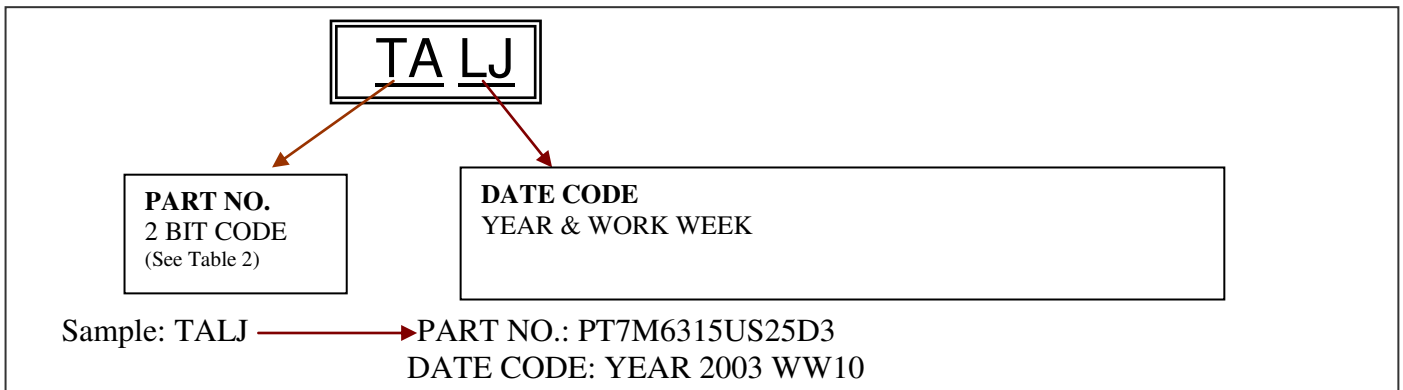 TA LJ
PART NO.
2 BIT CODE
(See Table 2)
DATE CODE
YEAR & WORK WEEK
Sample: TALJ PART NO.: PT7M6315US25D3
DATE CODE: YEAR 2003 WW10